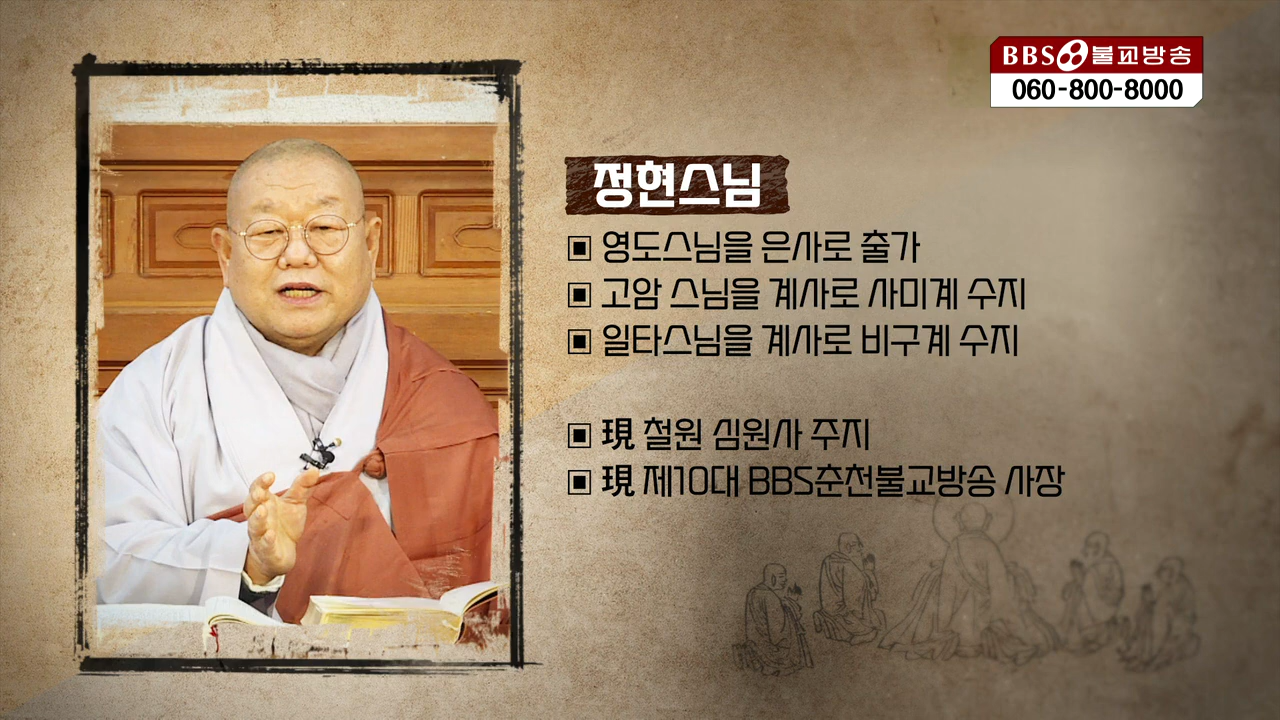 BBS 불교방송
060-800-8000
정현스님
▣ 영도스님을 은사로 출가
▣ 고암 스님을 계사로 사미계 수지
▣ 일타스님을 계사로 비구계 수지
▣ 現 철원 심원사 주지
▣ 現 제10대 BBS춘천불교방송 사장